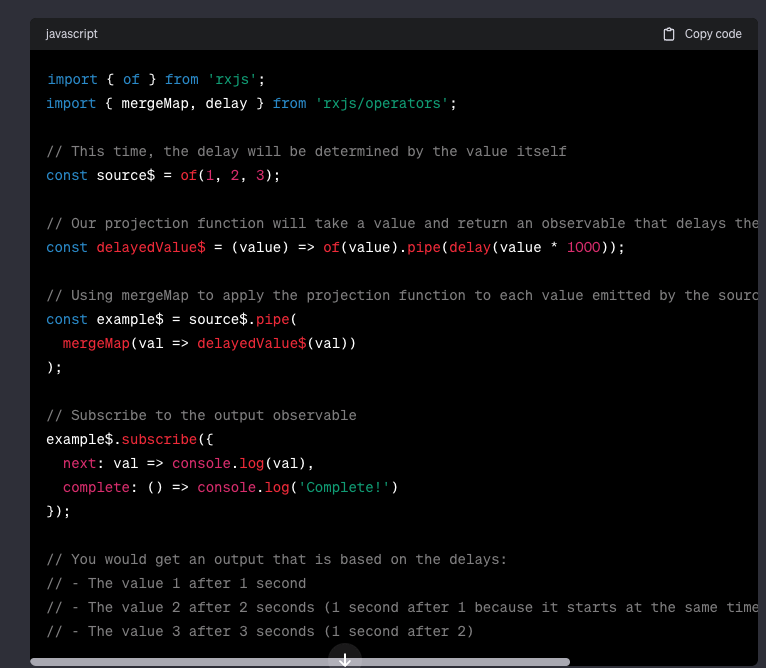 javascript
Copy code
import { of } from 'rxjs';
import { mergeMap, delay } from 'rxjs/operators';
// This time, the delay will be determined by the value itself
const source$ = of(1, 2, 3);
// Our projection function will take a value and return an observable that delays the
const delayedValue$ = (value) => of(value).pipe(delay(value * 1000));
// Using mergeMap to apply the projection function to each value emitted by the sourc
const example$ = source$.pipe(
  mergeMap(val => delayedValue$(val))
);
// Subscribe to the output observable
example$.subscribe({
  next: val => console.log(val),
  complete: () => console.log('Complete!')
});
// You would get an output that is based on the delays:
// - The value 1 after 1 second
// - The value 2 after 2 seconds (1 second after 1 because it starts at the same time
// - The value 3 after 3 seconds (1 second after 2)